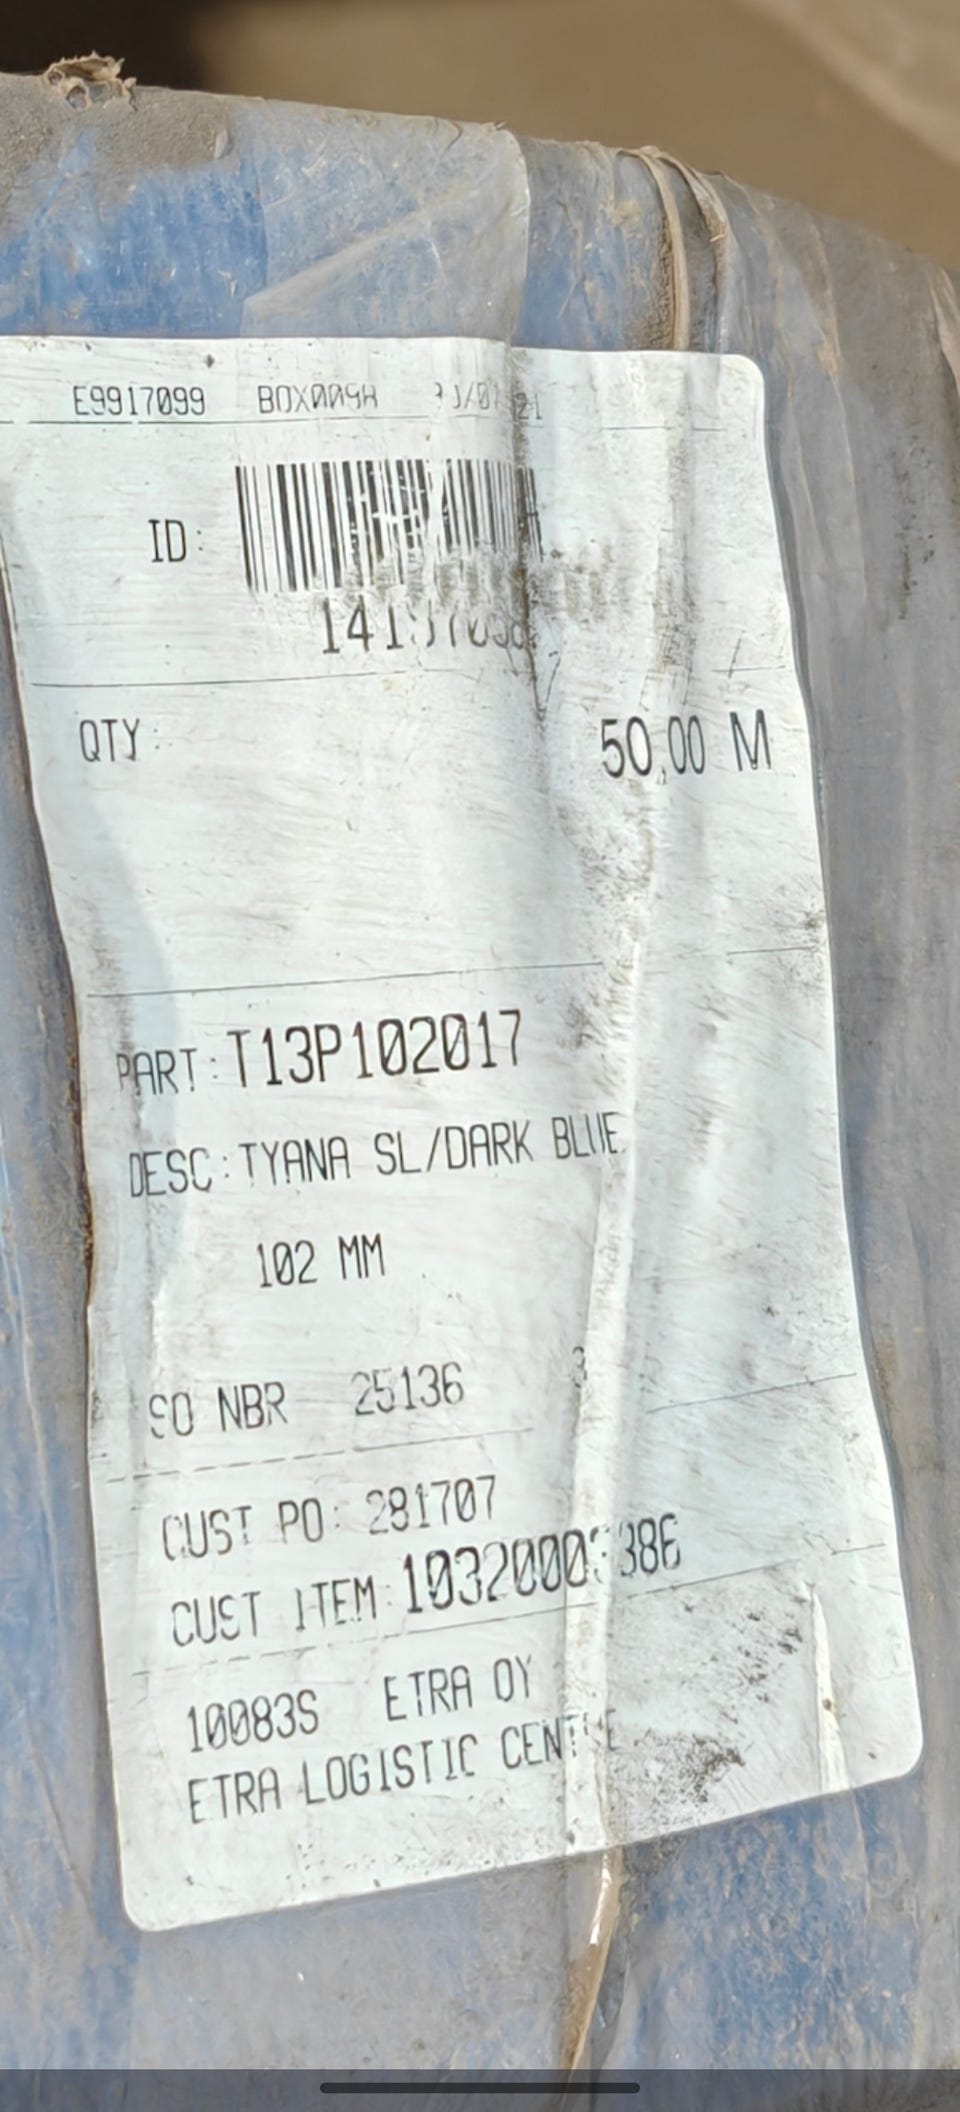 E9917099
ID:
QTY: 50,00 M
PART: T13P102017
DESC: TYANA SL/DARK BLUE
102 MM
SO NBR 25136
CUST PO: 281707
CUST ITEM:
10083S ETRA OY
ETRA LOGISTIC CENTRE